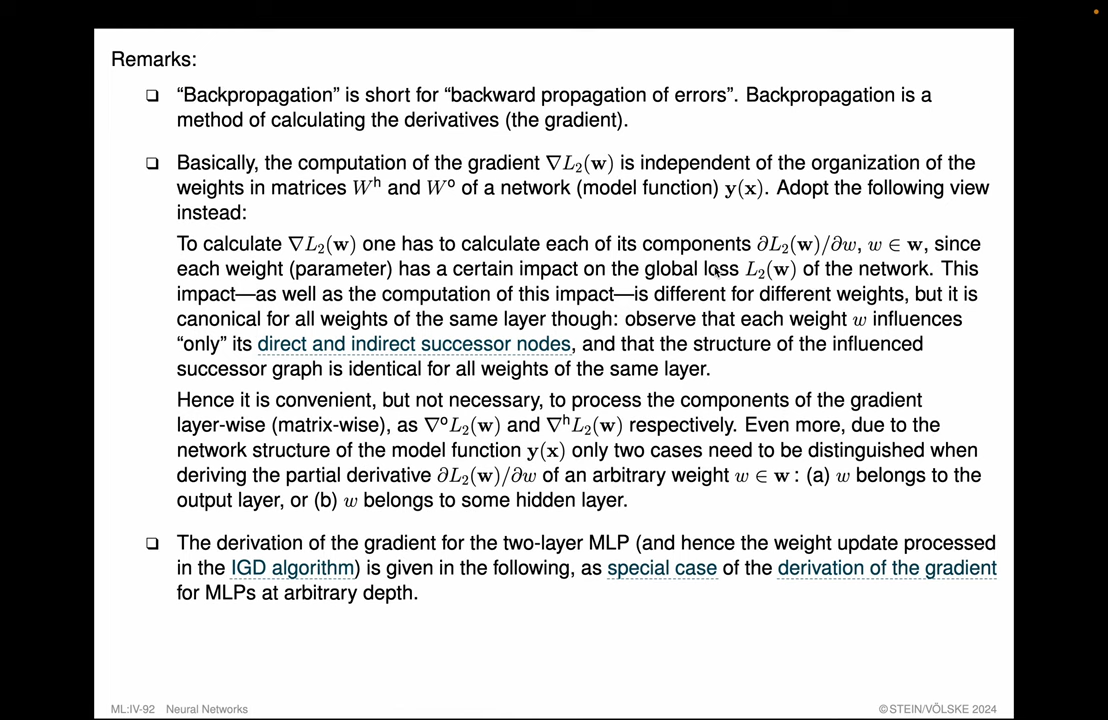 Remarks:
❑ “Backpropagation” is short for “backward propagation of errors”. Backpropagation is a
method of calculating the derivatives (the gradient).
❑ Basically, the computation of the gradient ∇L₂(w) is independent of the organization of the
weights in matrices Wʰ and Wᵒ of a network (model function) y(x). Adopt the following view
instead:
To calculate ∇L₂(w) one has to calculate each of its components ∂L₂(w)/∂w, w ∈ w, since
each weight (parameter) has a certain impact on the global loss L₂(w) of the network. This
impact—as well as the computation of this impact—is different for different weights, but it is
canonical for all weights of the same layer though: observe that each weight w influences
“only” its direct and indirect successor nodes, and that the structure of the influenced
successor graph is identical for all weights of the same layer.
Hence it is convenient, but not necessary, to process the components of the gradient
layer-wise (matrix-wise), as ∇ᵒL₂(w) and ∇ʰL₂(w) respectively. Even more, due to the
network structure of the model function y(x) only two cases need to be distinguished when
deriving the partial derivative ∂L₂(w)/∂w of an arbitrary weight w ∈ w : (a) w belongs to the
output layer, or (b) w belongs to some hidden layer.
❑ The derivation of the gradient for the two-layer MLP (and hence the weight update processed
in the IGD algorithm) is given in the following, as special case of the derivation of the gradient
for MLPs at arbitrary depth.
ML:IV-92 Neural Networks ©STEIN/VÖLSKE 2024